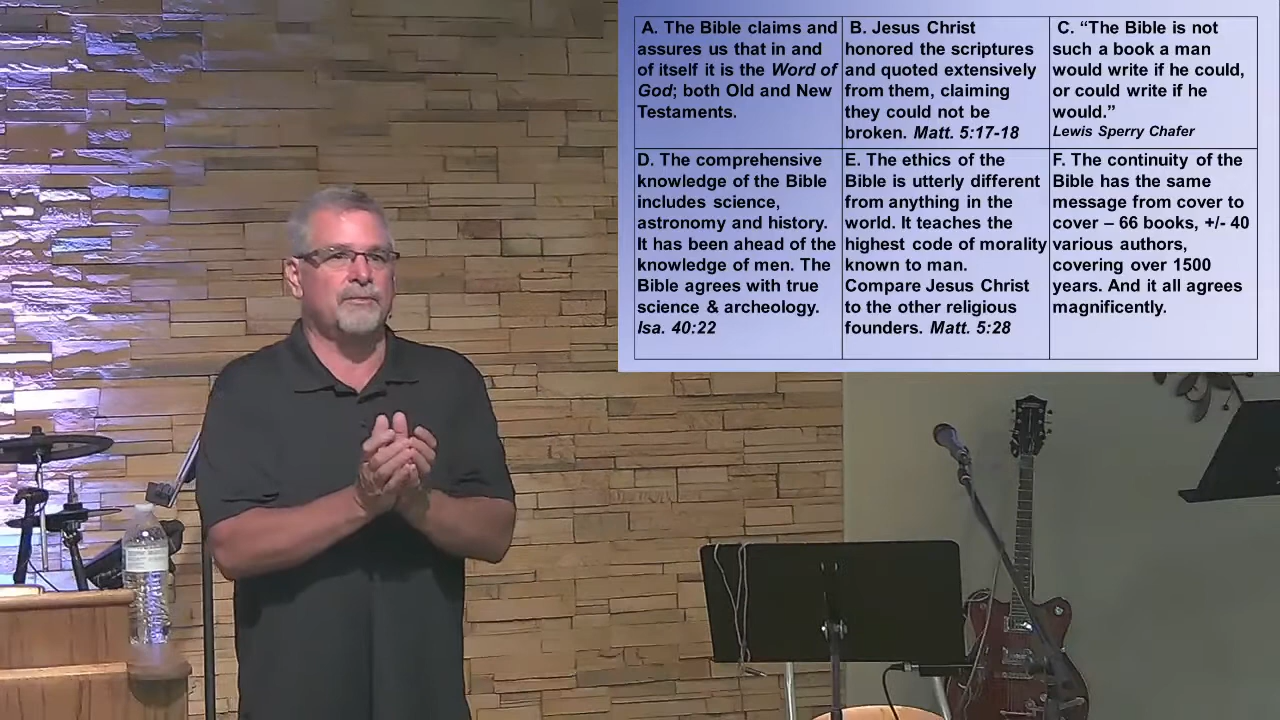 A. The Bible claims and
assures us that in and
of itself it is the Word of
God; both Old and New
Testaments.
B. Jesus Christ
honored the scriptures
and quoted extensively
from them, claiming
they could not be
broken. Matt. 5:17-18
C. “The Bible is not
such a book a man
would write if he could,
or could write if he
would.”
Lewis Sperry Chafer
D. The comprehensive
knowledge of the Bible
includes science,
astronomy and history.
It has been ahead of the
knowledge of men. The
Bible agrees with true
science & archeology.
Isa. 40:22
E. The ethics of the
Bible is utterly different
from anything in the
world. It teaches the
highest code of morality
known to man.
Compare Jesus Christ
to the other religious
founders. Matt. 5:28
F. The continuity of the
Bible has the same
message from cover to
cover – 66 books, +/- 40
various authors,
covering over 1500
years. And it all agrees
magnificently.